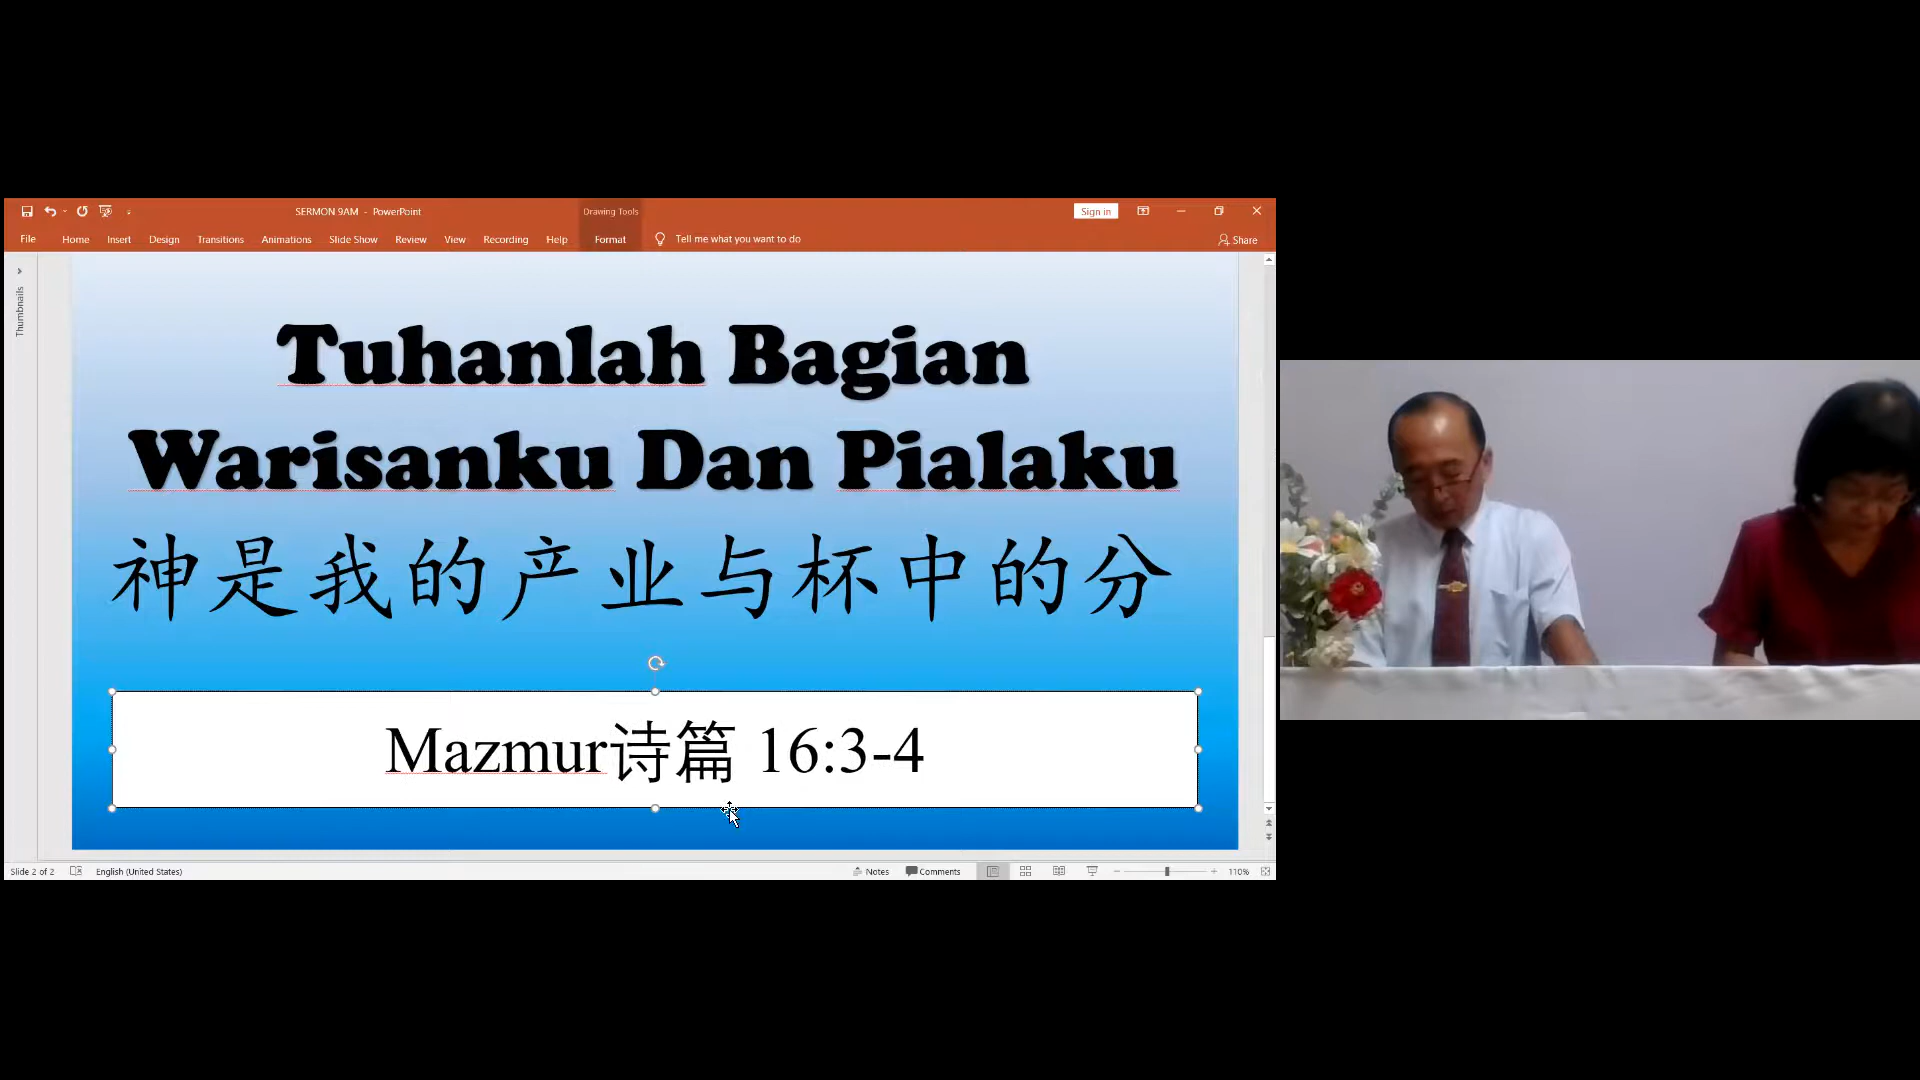 SERMON 9AM - PowerPoint
Drawing Tools
Sign in
File Home Insert Design Transitions Animations Slide Show Review View Recording Help Format Tell me what you want to do Share
Thumbnails
Tuhanlah Bagian
Warisanku Dan Pialaku
神是我的产业与杯中的分
Mazmur诗篇 16:3-4
Slide 2 of 2 English (United States) Notes Comments 110%